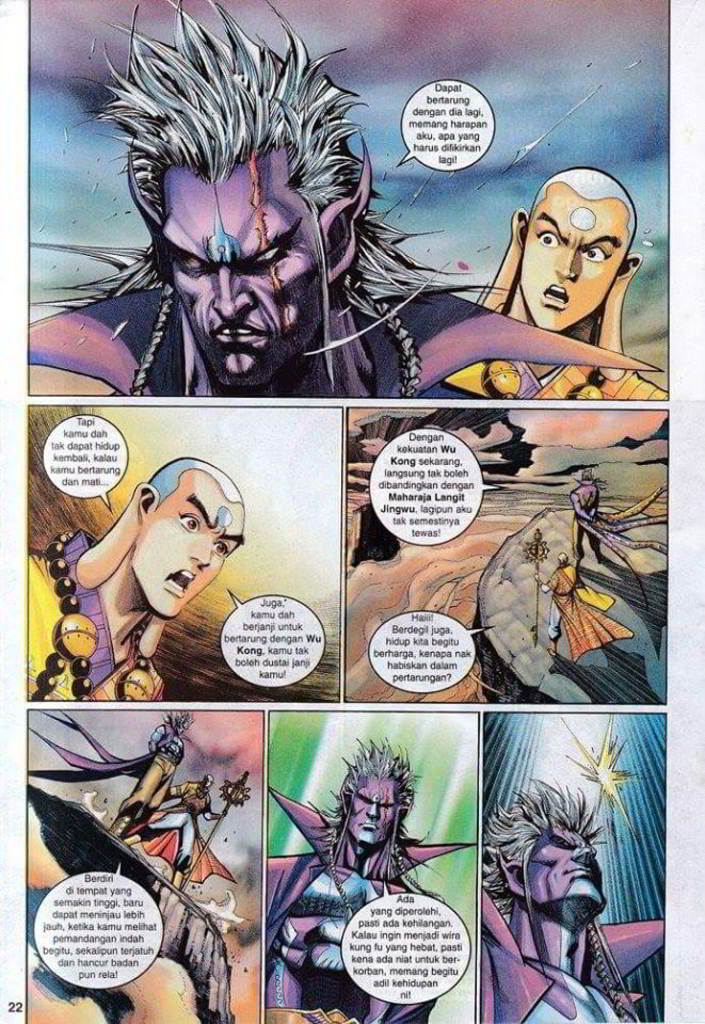 Dapat
bertarung
dengan dia lagi,
memang harapan
aku, apa yang
harus difikirkan
lagi!
Tapi
kamu dah
tak dapat hidup
kembali, kalau
kamu bertarung
dan mati...
Juga,
kamu dah
berjanji untuk
bertarung dengan Wu
Kong, kamu tak
boleh dustai janji
kamu!
Dengan
kekuatan Wu
Kong sekarang,
langsung tak boleh
dibandingkan dengan
Maharaja Langit
Jingwu, lagipun aku
tak semestinya
tewas!
Haiii!
Berdegil juga,
hidup kita begitu
berharga, kenapa nak
habiskan dalam
pertarungan?
Berdiri
di tempat yang
semakin tinggi, baru
dapat meninjau lebih
jauh, ketika kamu melihat
pemandangan indah
begitu, sekalipun terjatuh
dan hancur badan
pun rela!
Ada
yang diperolehi,
pasti ada kehilangan.
Kalau ingin menjadi wira
kung fu yang hebat, pasti
kena ada niat untuk ber-
korban, memang begitu
adil kehidupan
ni!
22